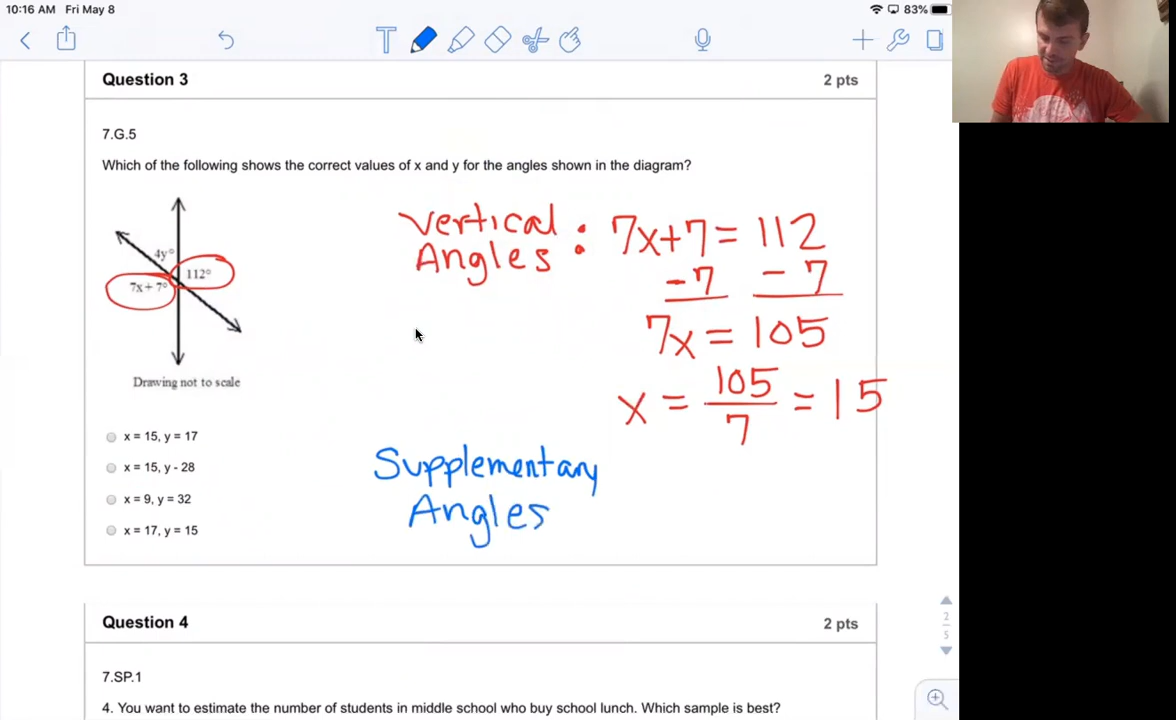 10:16 AM Fri May 8
83%
T
Question 3
2 pts
7.G.5
Which of the following shows the correct values of x and y for the angles shown in the diagram?
4y°
112°
7x + 7°
Drawing not to scale
Vertical Angles : 7x+7 = 112
-7 - 7
7x = 105
x = 105/7 = 15
x = 15, y = 17
x = 15, y - 28
x = 9, y = 32
x = 17, y = 15
Supplementary
Angles
Question 4
2 pts
7.SP.1
4. You want to estimate the number of students in middle school who buy school lunch. Which sample is best?
2
5